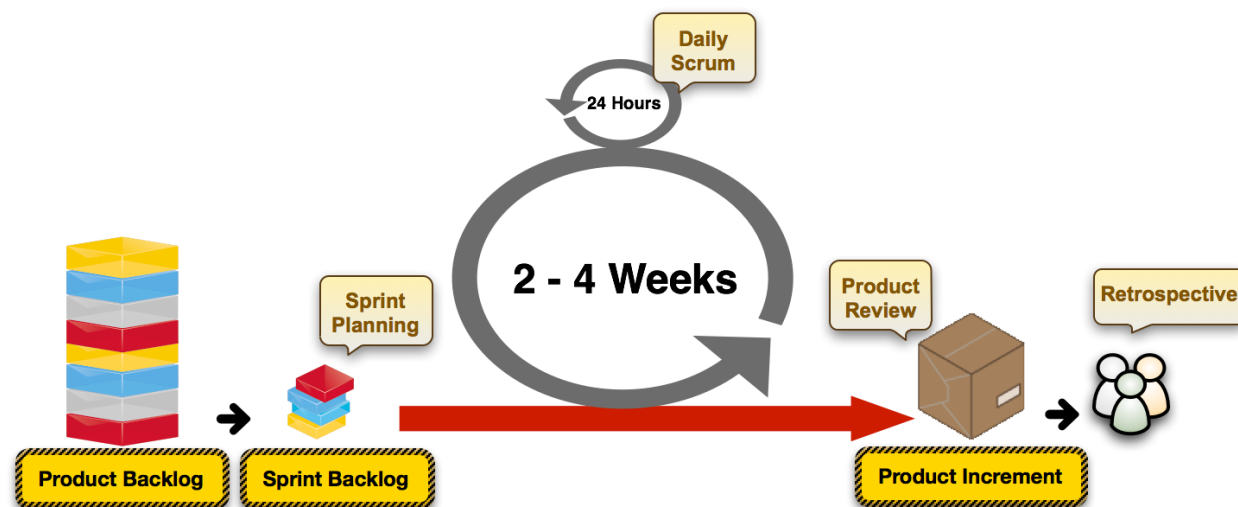 Daily
Scrum
24 Hours
2 - 4 Weeks
Sprint
Planning
Product
Review
Retrospective
Product Backlog
Sprint Backlog
Product Increment